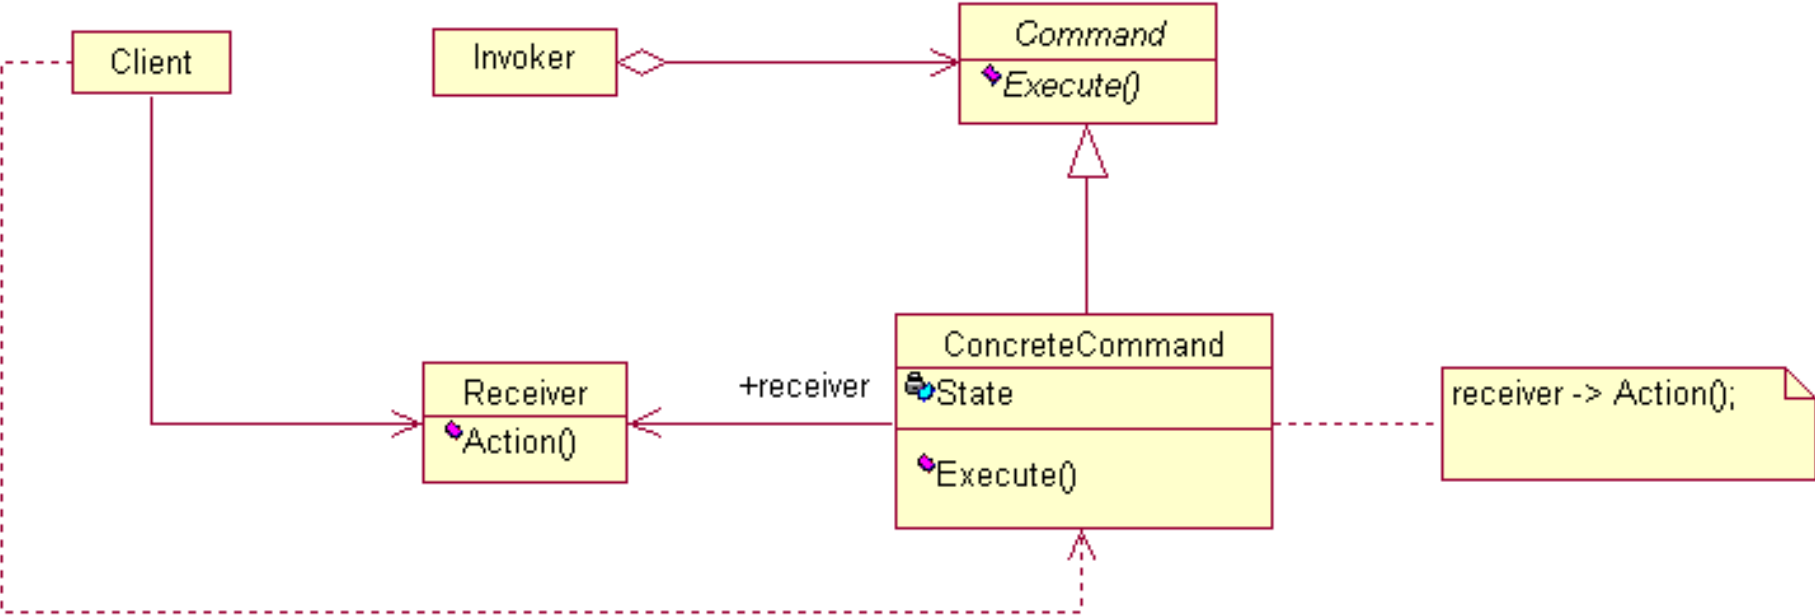 Client
Invoker
Command
Execute()
Receiver
Action()
+receiver
ConcreteCommand
State
Execute()
receiver -> Action();